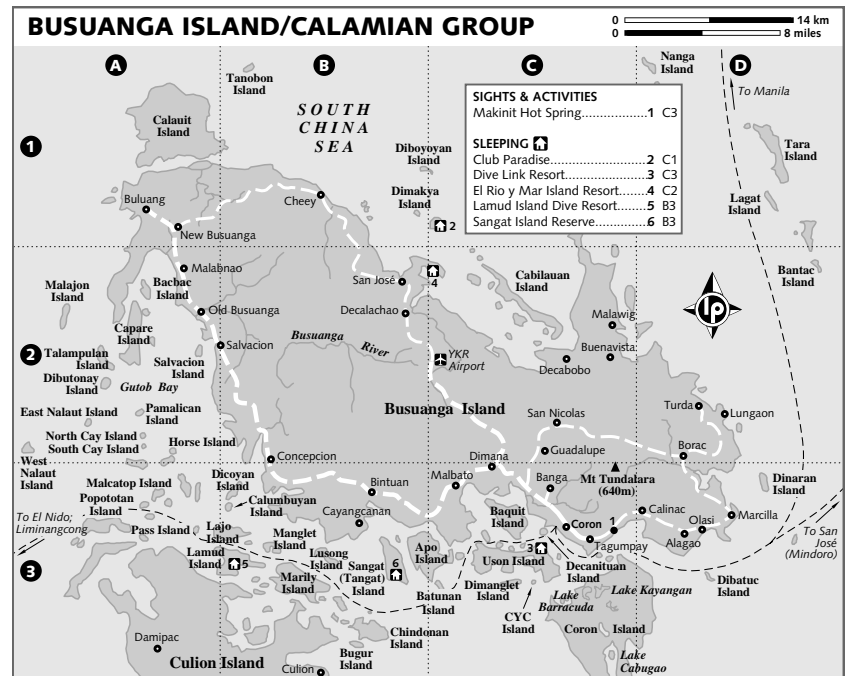 BUSUANGA ISLAND/CALAMIAN GROUP
0 14 km
0 8 miles
A
B
C
D
1
2
3
SIGHTS & ACTIVITIES
Makinit Hot Spring..................1 C3
SLEEPING
Club Paradise.........................2 C1
Dive Link Resort.....................3 C3
El Rio y Mar Island Resort.......4 C2
Lamud Island Dive Resort.......5 B3
Sangat Island Reserve............6 B3
Tanobon
Island
Nanga
Island
To Manila
SOUTH
CHINA
SEA
Calauit
Island
Diboyoyan
Island
Tara
Island
Dimakya
Island
Lagat
Island
Buluang
Cheey
2
New Busuanga
Malabnao
Bacbac
Island
San José
4
Cabilauan
Island
Bantac
Island
Malajon
Island
Old Busuanga
Decalachao
Malawig
lp
Capare
Island
Busuanga
River
Talampulan
Island
Salvacion
Buenavista
YKR
Airport
Decabobo
Dibutonay
Island
Salvacion
Island
Gutob Bay
Busuanga Island
East Nalaut Island
Pamalican
Island
San Nicolas
Turda
Lungaon
North Cay Island
South Cay Island
Horse Island
Guadalupe
Borac
West
Nalaut
Island
Concepcion
Dimana
Mt Tundalara
(640m)
Malcatop Island
Dicoyan
Island
Bintuan
Malbato
Banga
Dinaran
Island
Popototan
Island
Calumbuyan
Island
Cayangcanan
Baquit
Island
Calinac
Marcilla
To El Nido;
Liminangcong
Pass Island
Lajo
Island
Manglet
Island
Coron
1
Olasi
Alagao
To San
José
(Mindoro)
Lamud
Island
5
Lusong
Island
Sangat
(Tangat)
Island
6
Apo
Island
3
Uson Island
Tagumpay
Decanituan
Island
Marily
Island
Batunan
Island
Dimanglet
Island
Lake
Barracuda
Lake Kayangan
Dibatuc
Island
CYC
Island
Coron Island
Chindonan
Island
Damipac
Culion Island
Bugur
Island
Culion
Lake
Cabugao